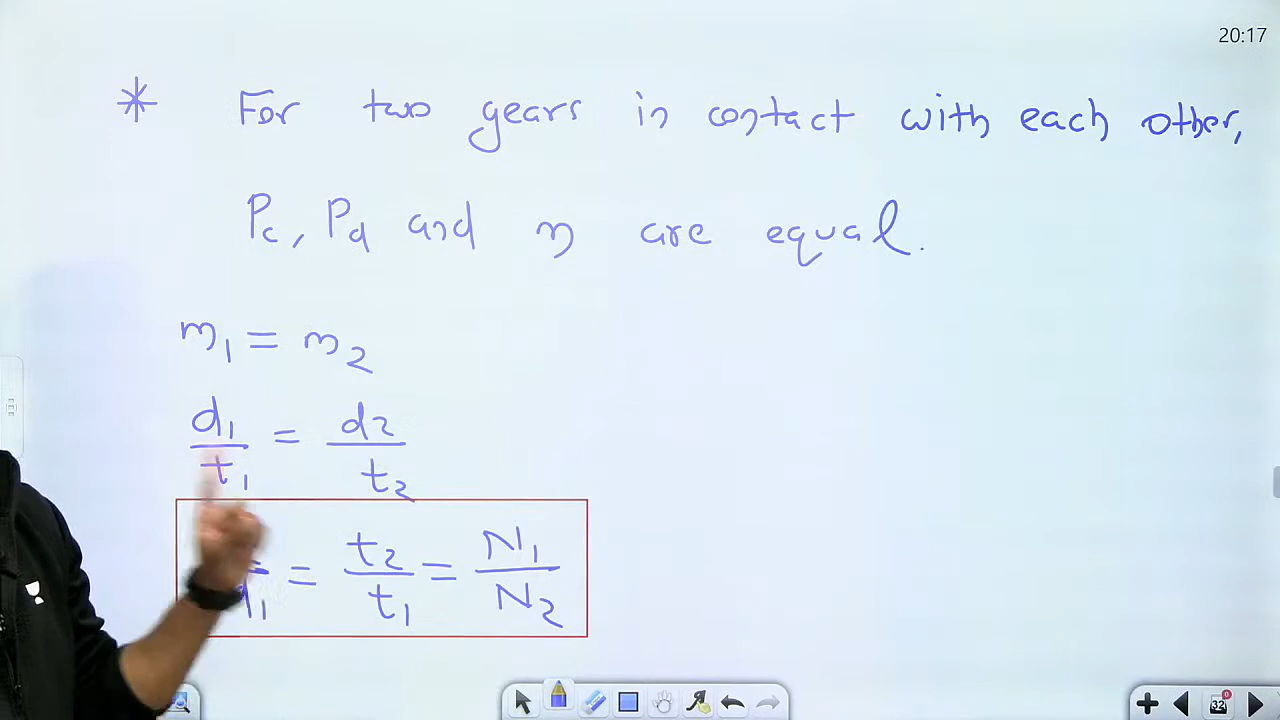 20:17
* For two gears in contact with each other,
Pc, Pd and m are equal.
m1 = m2
d1/t1 = d2/t2
= t2/t1 = N1/N2
32